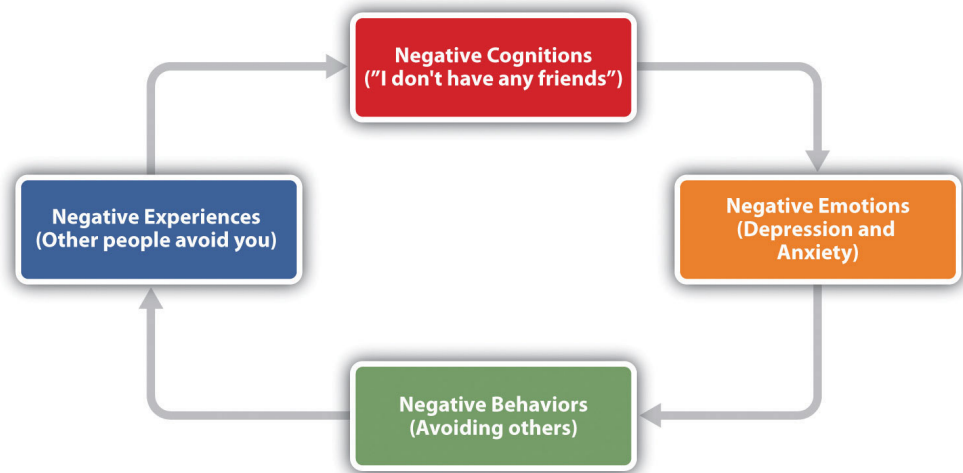 Negative Cognitions
(”I don't have any friends”)
Negative Emotions
(Depression and
Anxiety)
Negative Behaviors
(Avoiding others)
Negative Experiences
(Other people avoid you)